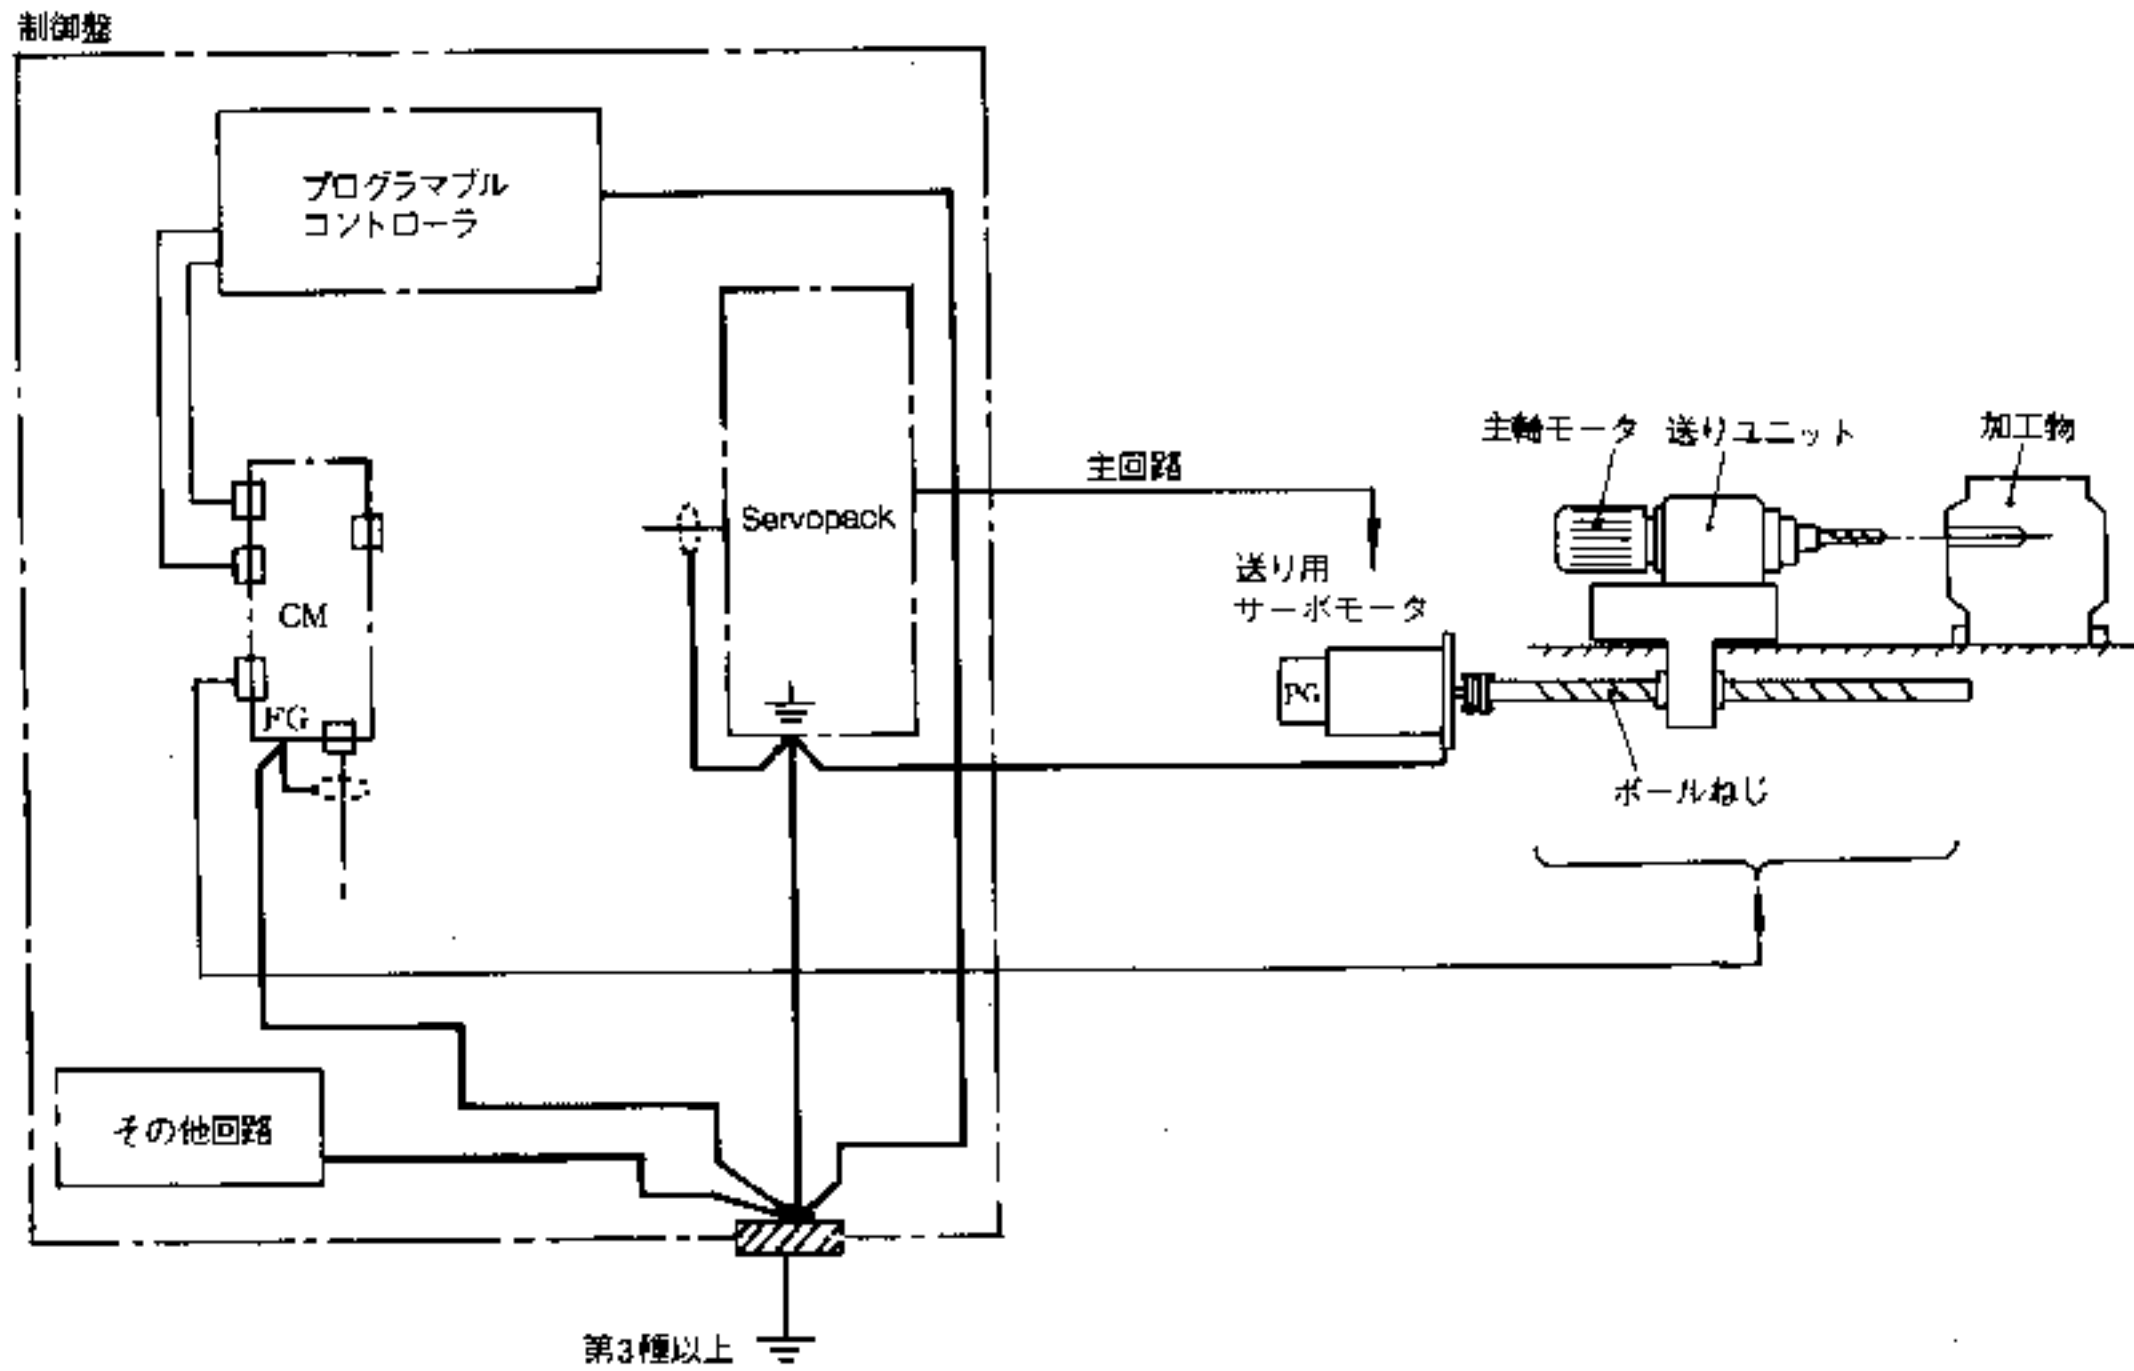 制御盤
プログラマブル
コントローラ
主軸モータ
送りユニット
加工物
主回路
Servopack
送り用
サーボモータ
CM
PG
FG
ボールねじ
その他回路
第3種以上